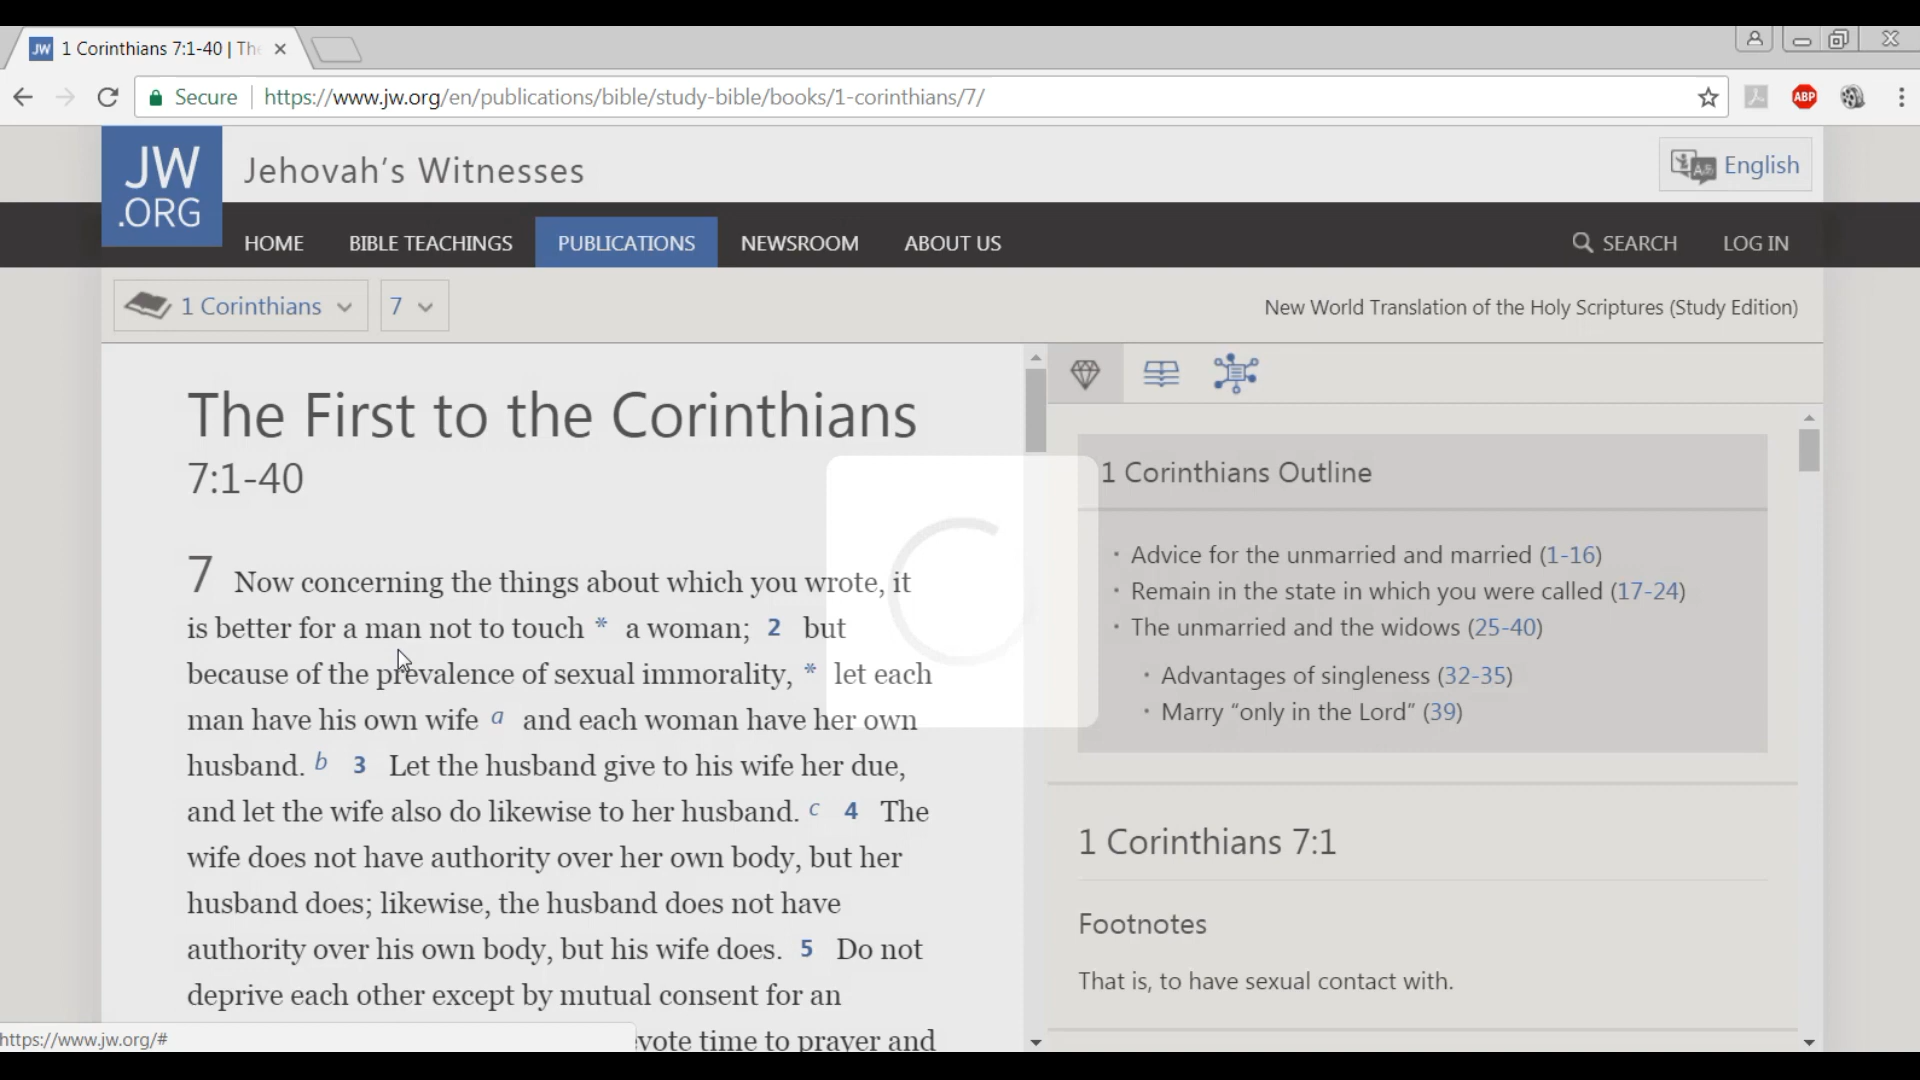 JW 1 Corinthians 7:1-40 | The
Secure https://www.jw.org/en/publications/bible/study-bible/books/1-corinthians/7/
ABP
JW
.ORG
Jehovah's Witnesses
English
HOME BIBLE TEACHINGS PUBLICATIONS NEWSROOM ABOUT US SEARCH LOG IN
1 Corinthians 7
New World Translation of the Holy Scriptures (Study Edition)
The First to the Corinthians
7:1-40
7 Now concerning the things about which you wrote, it
is better for a man not to touch * a woman; 2 but
because of the prevalence of sexual immorality, * let each
man have his own wife a and each woman have her own
husband. b 3 Let the husband give to his wife her due,
and let the wife also do likewise to her husband. c 4 The
wife does not have authority over her own body, but her
husband does; likewise, the husband does not have
authority over his own body, but his wife does. 5 Do not
deprive each other except by mutual consent for an
evote time to prayer and
1 Corinthians Outline
· Advice for the unmarried and married (1-16)
· Remain in the state in which you were called (17-24)
· The unmarried and the widows (25-40)
· Advantages of singleness (32-35)
· Marry “only in the Lord” (39)
1 Corinthians 7:1
Footnotes
That is, to have sexual contact with.
https://www.jw.org/#